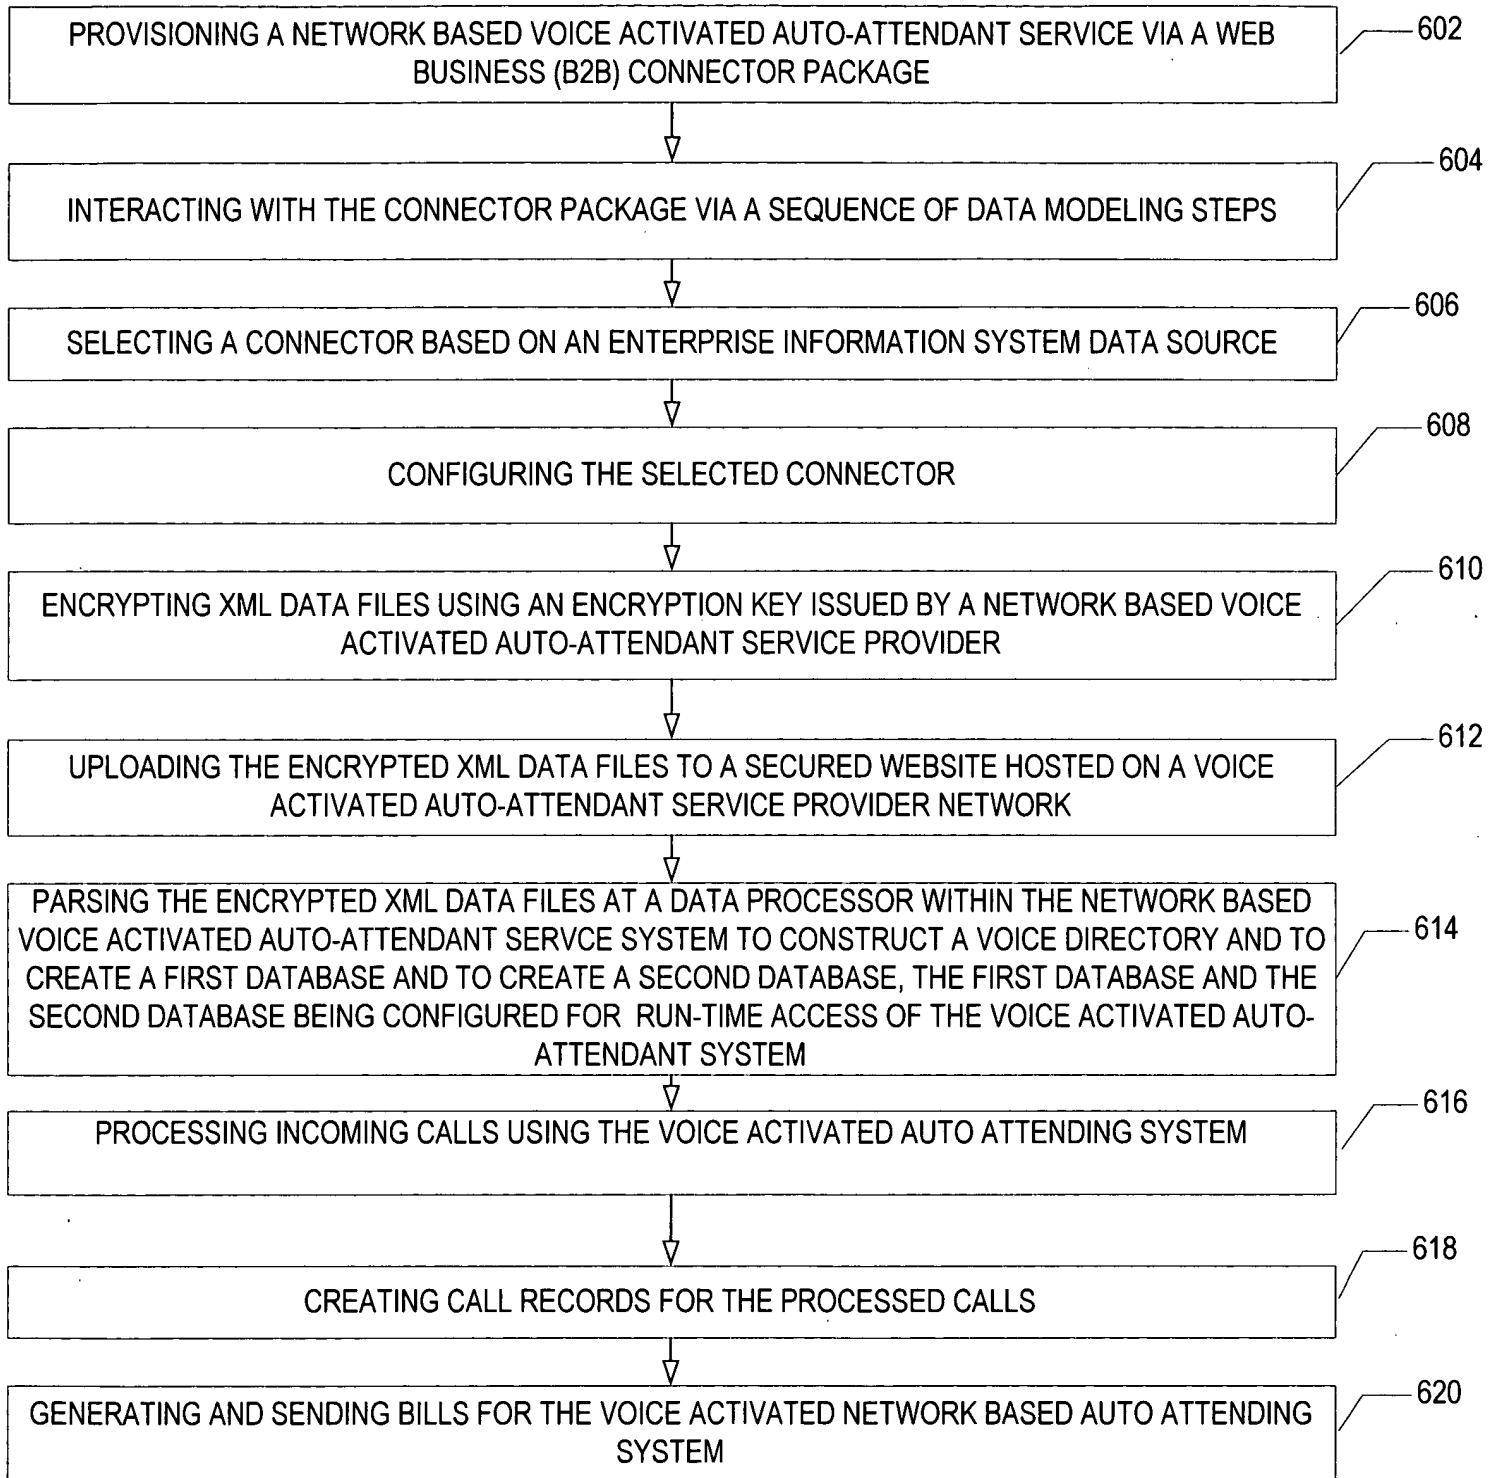 PROVISIONING A NETWORK BASED VOICE ACTIVATED AUTO-ATTENDANT SERVICE VIA A WEB
BUSINESS (B2B) CONNECTOR PACKAGE
602
INTERACTING WITH THE CONNECTOR PACKAGE VIA A SEQUENCE OF DATA MODELING STEPS
604
SELECTING A CONNECTOR BASED ON AN ENTERPRISE INFORMATION SYSTEM DATA SOURCE
606
CONFIGURING THE SELECTED CONNECTOR
608
ENCRYPTING XML DATA FILES USING AN ENCRYPTION KEY ISSUED BY A NETWORK BASED VOICE
ACTIVATED AUTO-ATTENDANT SERVICE PROVIDER
610
UPLOADING THE ENCRYPTED XML DATA FILES TO A SECURED WEBSITE HOSTED ON A VOICE
ACTIVATED AUTO-ATTENDANT SERVICE PROVIDER NETWORK
612
PARSING THE ENCRYPTED XML DATA FILES AT A DATA PROCESSOR WITHIN THE NETWORK BASED
VOICE ACTIVATED AUTO-ATTENDANT SERVCE SYSTEM TO CONSTRUCT A VOICE DIRECTORY AND TO
CREATE A FIRST DATABASE AND TO CREATE A SECOND DATABASE, THE FIRST DATABASE AND THE
SECOND DATABASE BEING CONFIGURED FOR RUN-TIME ACCESS OF THE VOICE ACTIVATED AUTO-
ATTENDANT SYSTEM
614
PROCESSING INCOMING CALLS USING THE VOICE ACTIVATED AUTO ATTENDING SYSTEM
616
CREATING CALL RECORDS FOR THE PROCESSED CALLS
618
GENERATING AND SENDING BILLS FOR THE VOICE ACTIVATED NETWORK BASED AUTO ATTENDING
SYSTEM
620